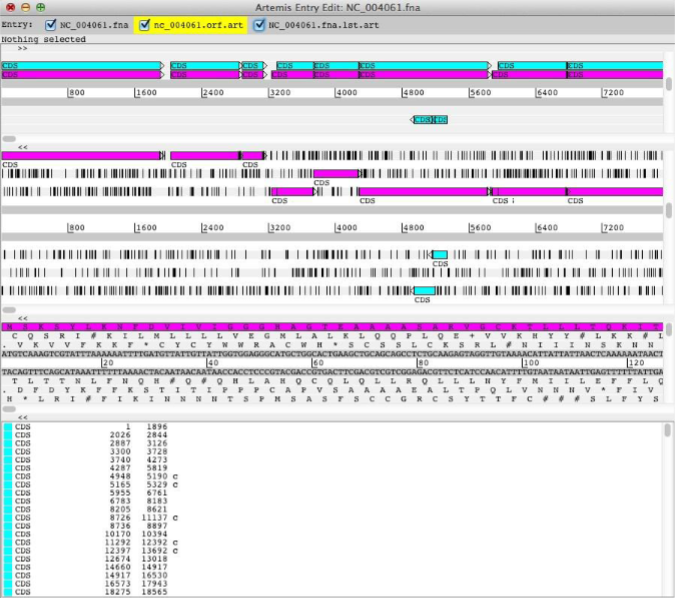 Artemis Entry Edit: NC_004061.fna
Entry: NC_004061.fna nc_004061.orf.art NC_004061.fna.lst.art
Nothing selected
>>
CDS CDS CDS CDS CDS CDS CDS CDS
CDS CDS CDS CDS CDS CDS CDS CDS
800 1600 2400 3200 4000 4800 5600 6400 7200
CDS CDS
<<
CDS CDS CDS
CDS
CDS CDS CDS CDS
800 1600 2400 3200 4000 4800 5600 6400 7200
CDS
CDS
<<
20 40 60 80 100 120
<<
CDS 1 1896
CDS 2026 2844
CDS 2887 3126
CDS 3300 3728
CDS 3740 4273
CDS 4287 5819
CDS 4948 5190 c
CDS 5165 5329 c
CDS 5955 6761
CDS 6783 8183
CDS 8205 8621
CDS 8726 11137 c
CDS 8736 8897
CDS 10170 10394
CDS 11292 12392 c
CDS 12397 13692 c
CDS 12674 13018
CDS 14660 14917
CDS 14917 16530
CDS 16573 17943
CDS 18275 18565